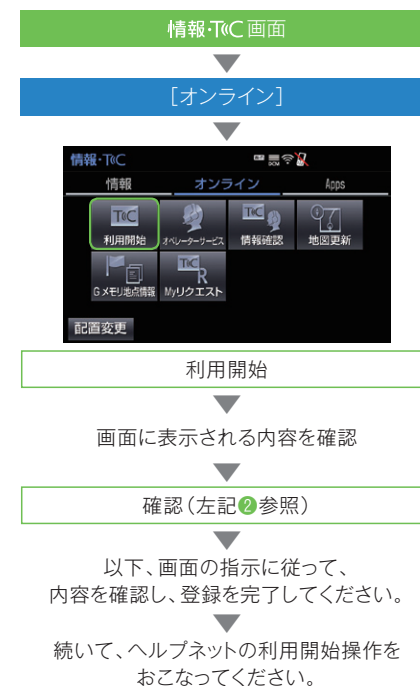 情報・T-C 画面
[オンライン]
情報・T-C
情報 オンライン Apps
T-C T-C
利用開始 オペレーターサービス 情報確認 地図更新
T-C R
Gメモリ地点情報 Myリクエスト
配置変更
利用開始
画面に表示される内容を確認
確認（左記❷参照）
以下、画面の指示に従って、
内容を確認し、登録を完了してください。
続いて、ヘルプネットの利用開始操作を
おこなってください。